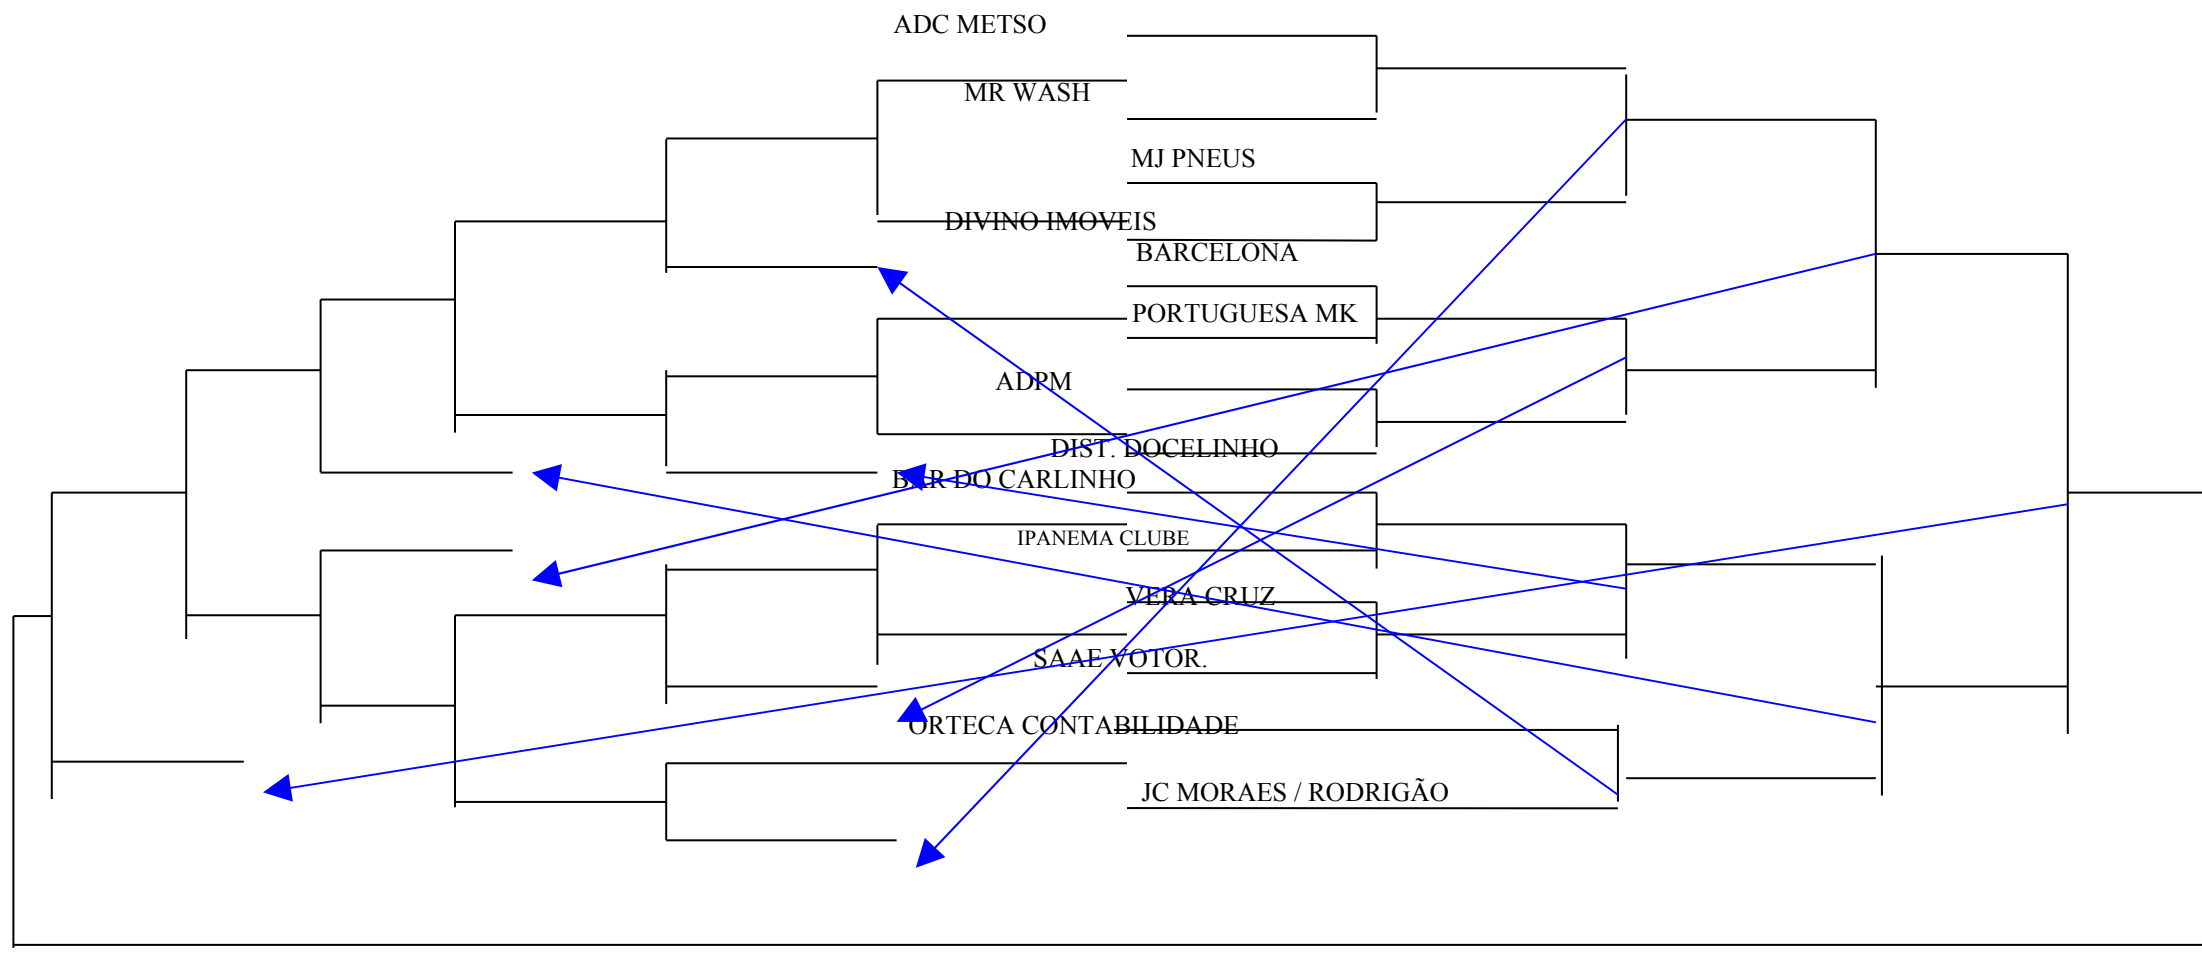 ADC METSO
MR WASH
MJ PNEUS
DIVINO IMOVEIS
BARCELONA
PORTUGUESA MK
ADPM
DIST. DOCELINHO
BAR DO CARLINHO
IPANEMA CLUBE
VERA CRUZ
SAAE VOTOR.
ORTECA CONTABILIDADE
JC MORAES / RODRIGÃO